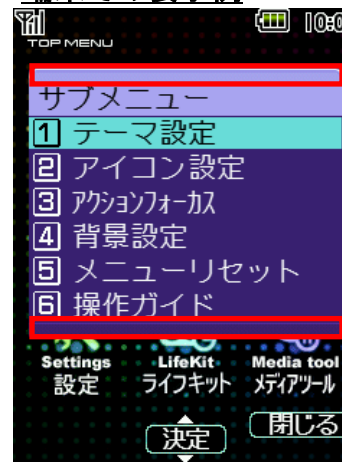 10:0
TOP MENU
サブメニュー
1 テーマ設定
2 アイコン設定
3 ｱｸｼｮﾝﾌｫｰｶｽ
4 背景設定
5 メニューリセット
6 操作ガイド
Settings LifeKit Media tool
設定 ﾗｲﾌｷｯﾄ ﾒﾃﾞｨｱﾂｰﾙ
決定 閉じる